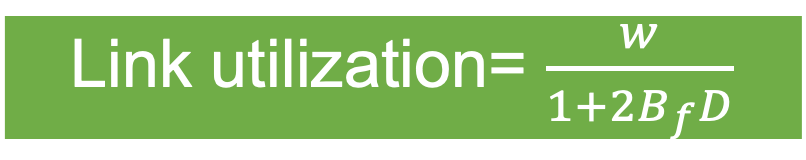 Link utilization= w / 1+2B_f D